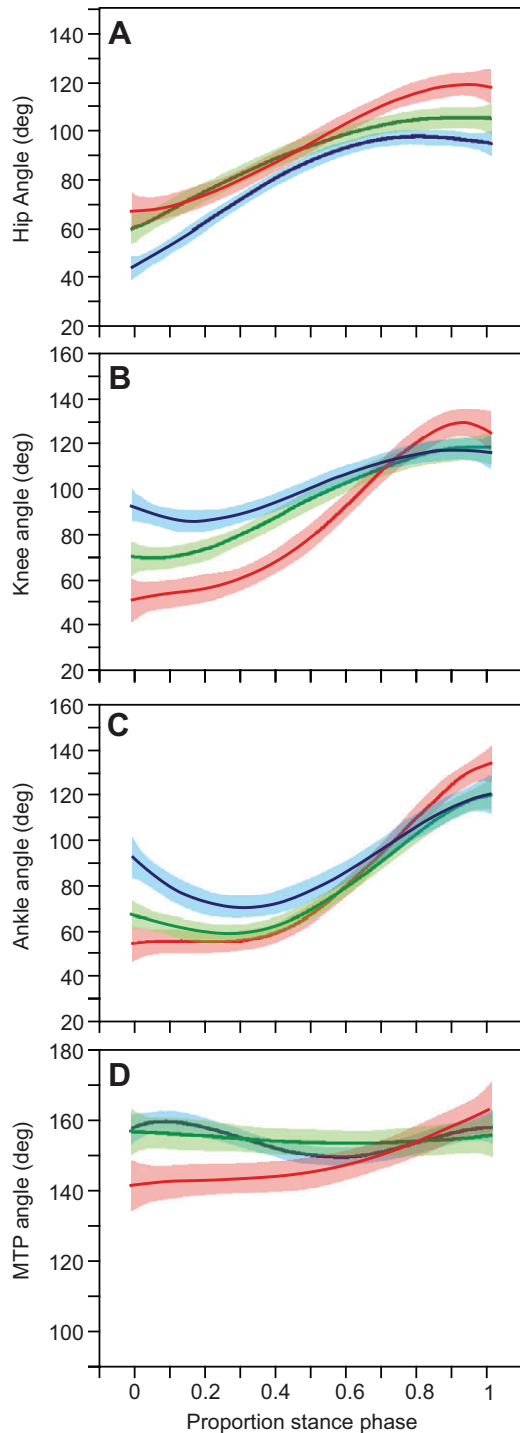 A
140
120
100
80
60
40
20
Hip Angle (deg)
B
160
140
120
100
80
60
40
20
Knee angle (deg)
C
160
140
120
100
80
60
40
20
Ankle angle (deg)
D
180
160
140
120
100
MTP angle (deg)
0 0.2 0.4 0.6 0.8 1
Proportion stance phase